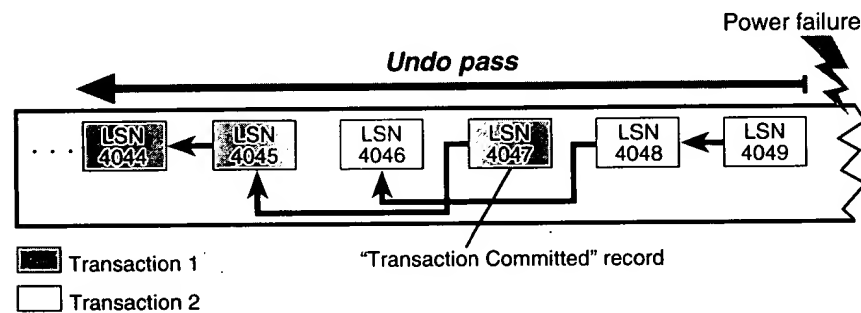 Power failure
Undo pass
. . . LSN 4044
LSN 4045
LSN 4046
LSN 4047
LSN 4048
LSN 4049
"Transaction Committed" record
Transaction 1
Transaction 2